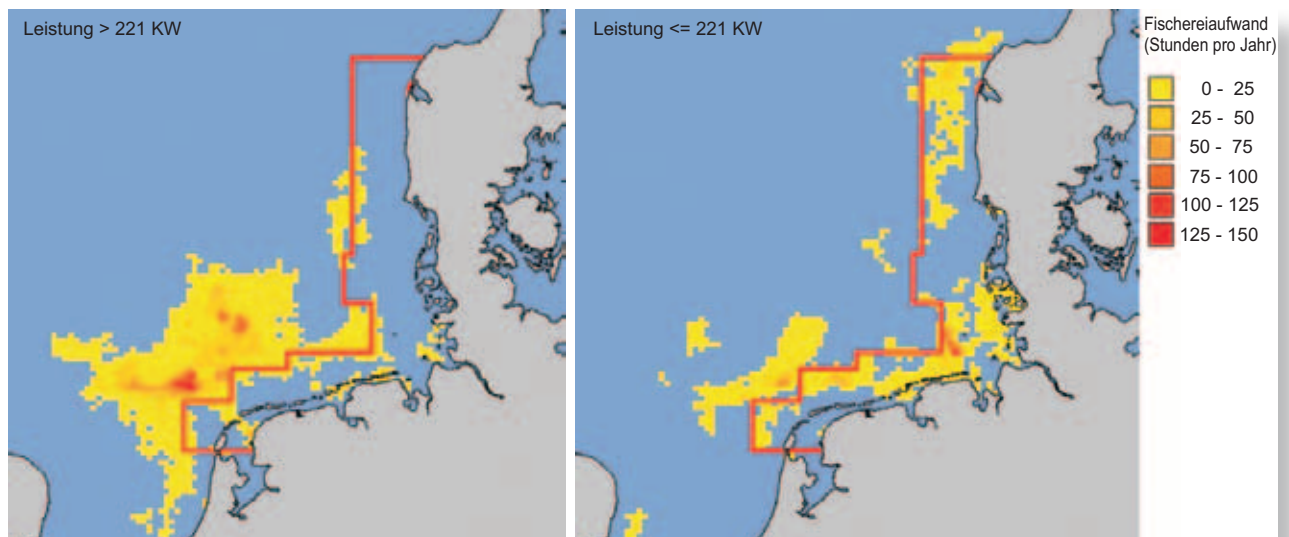 Leistung > 221 KW
Leistung <= 221 KW
Fischereiaufwand
(Stunden pro Jahr)
0 - 25
25 - 50
50 - 75
75 - 100
100 - 125
125 - 150